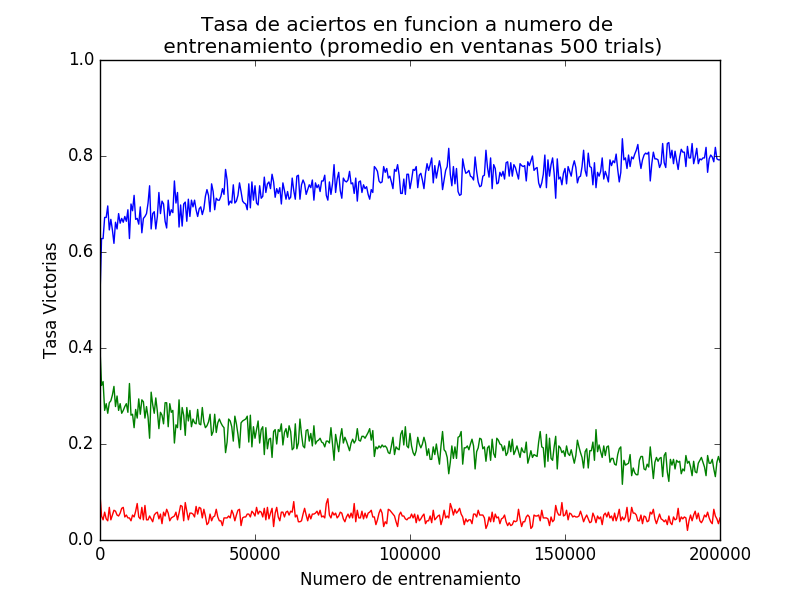 Tasa de aciertos en funcion a numero de
entrenamiento (promedio en ventanas 500 trials)
1.0
0.8
0.6
0.4
0.2
0.0
Tasa Victorias
0 50000 100000 150000 200000
Numero de entrenamiento